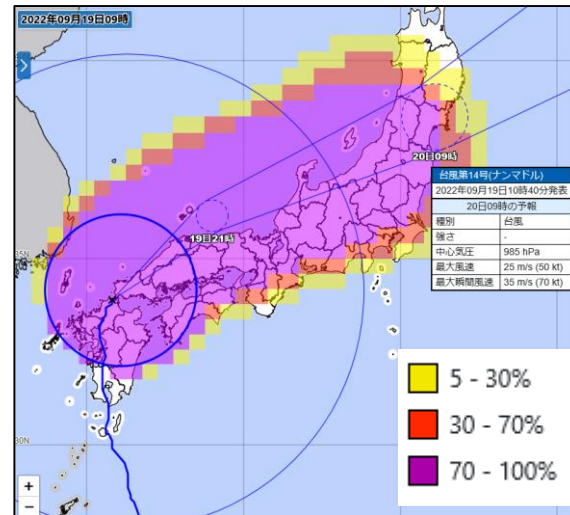 2022年09月19日09時
20日09時
台風第14号(ナンマドル)
2022年09月19日10時40分発表
20日09時の予報
種別 台風
強さ -
中心気圧 985 hPa
最大風速 25 m/s (50 kt)
最大瞬間風速 35 m/s (70 kt)
19日21時
35N
5 - 30%
30 - 70%
70 - 100%
30N
+
−